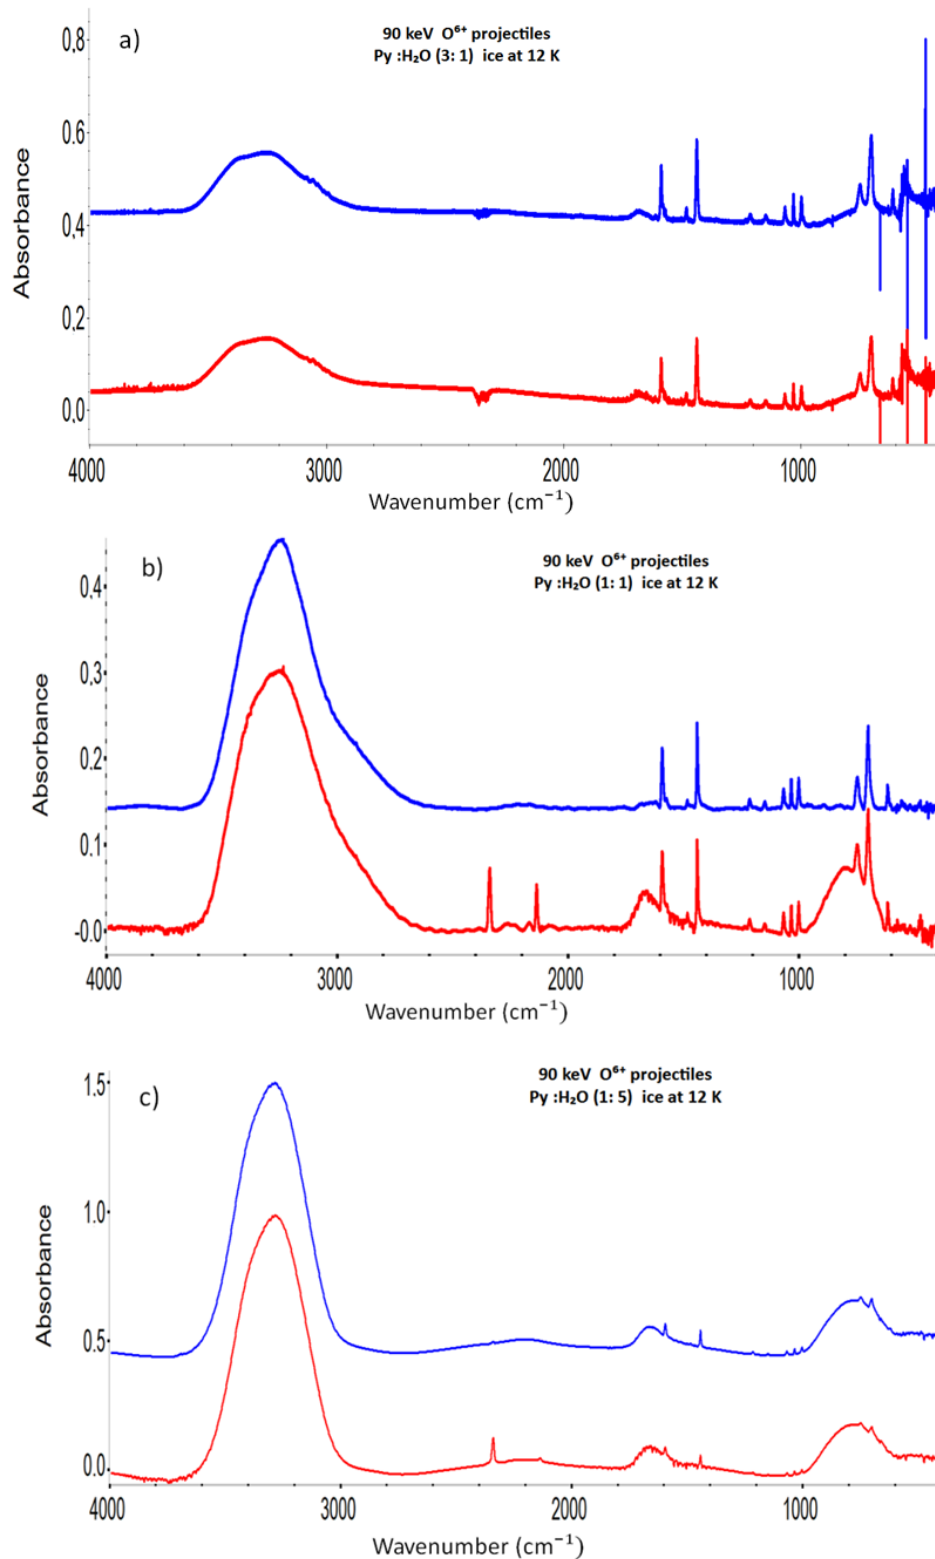 a)
90 keV O⁶⁺ projectiles
Py :H₂O (3: 1) ice at 12 K
Absorbance
0,8
0,6
0,4
0,2
0,0
4000 3000 2000 1000
Wavenumber (cm⁻¹)
b)
90 keV O⁶⁺ projectiles
Py :H₂O (1: 1) ice at 12 K
Absorbance
0,4
0,3
0,2
0,1
-0.0
4000 3000 2000 1000
Wavenumber (cm⁻¹)
c)
90 keV O⁶⁺ projectiles
Py :H₂O (1: 5) ice at 12 K
Absorbance
1.5
1.0
0.5
0.0
4000 3000 2000 1000
Wavenumber (cm⁻¹)